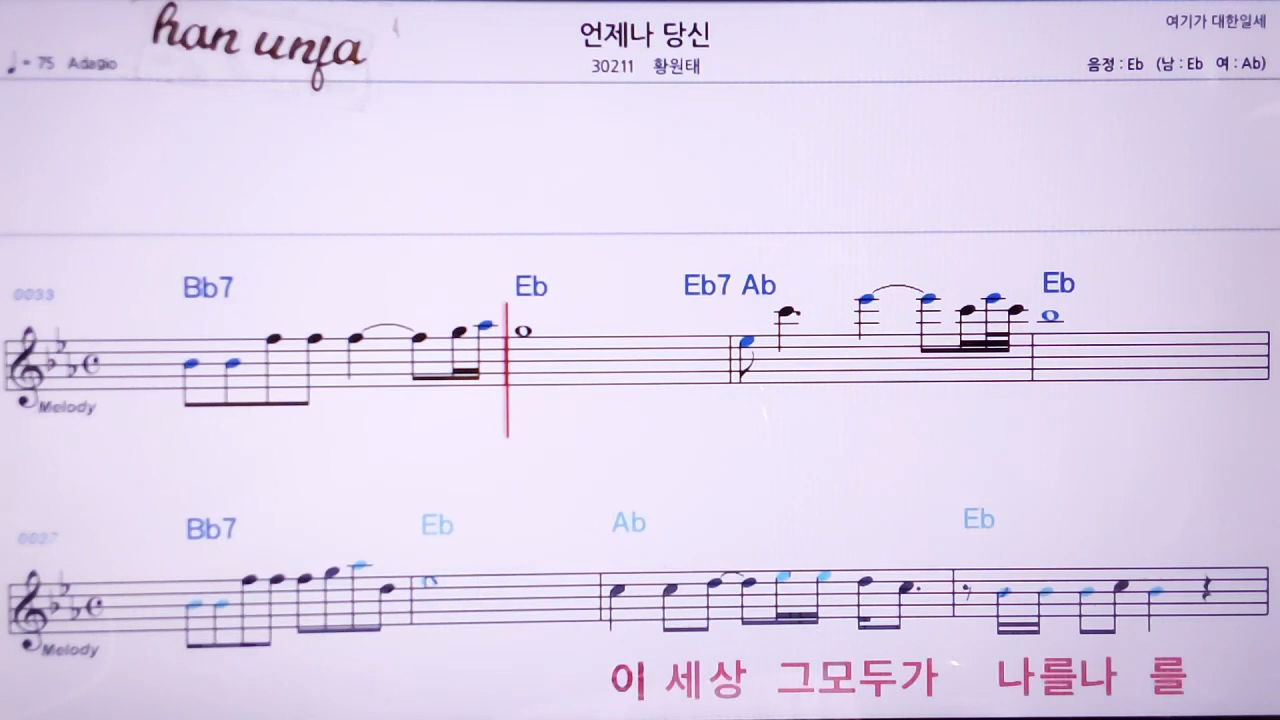 han unfa
언제나 당신
여기가 대한일세
♩= 75 Adagio
30211 황원태
음정 : Eb (남 : Eb 여 : Ab)
0033
Bb7 Eb Eb7 Ab Eb
Melody
Bb7 Eb Ab Eb
Melody
이 세상 그모두가 나를나 를